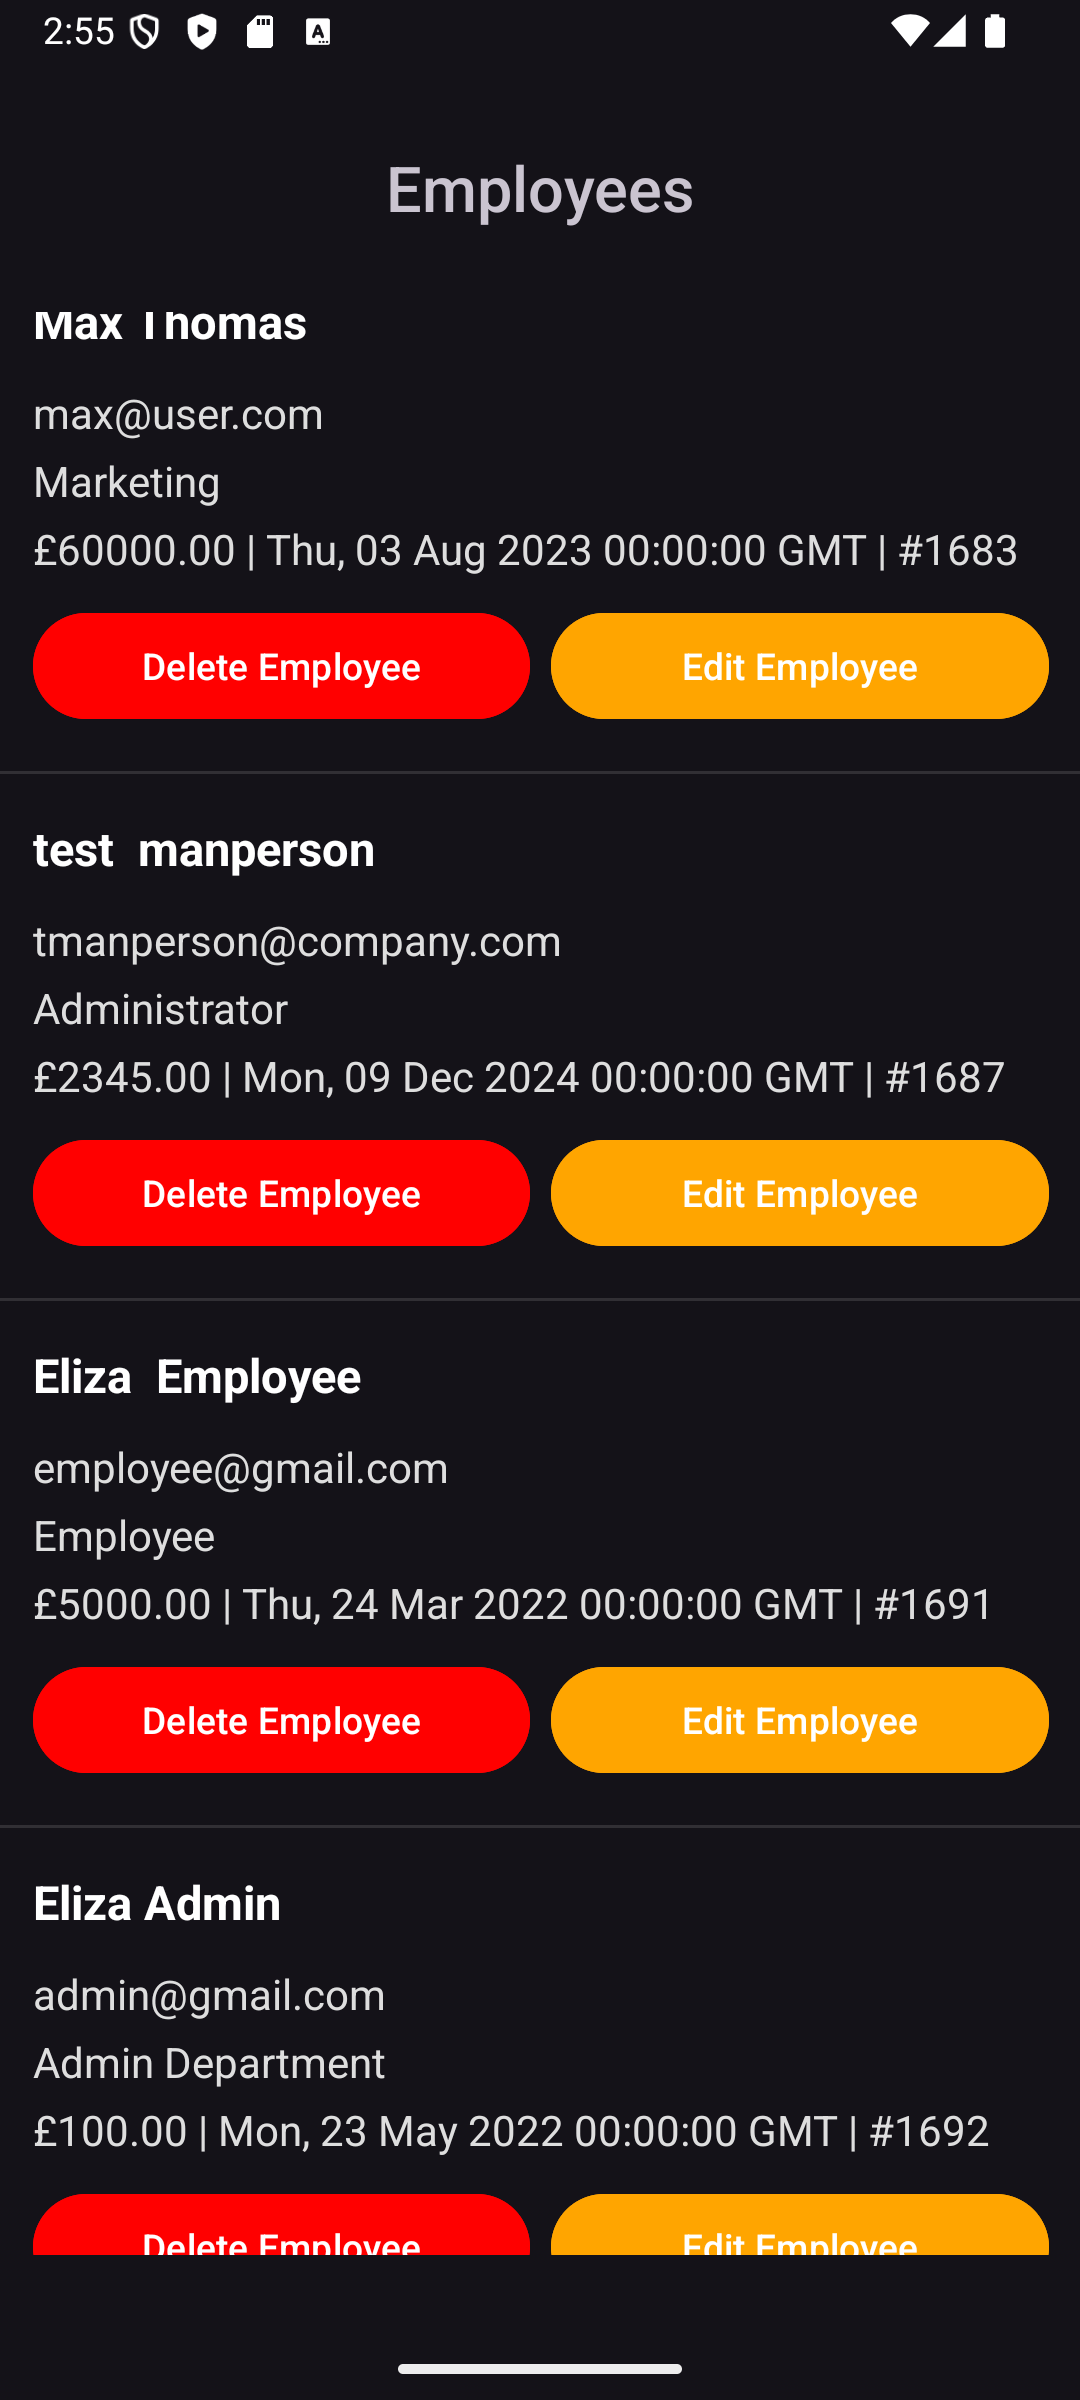 2:55
Employees
Max Thomas
max@user.com
Marketing
£60000.00 | Thu, 03 Aug 2023 00:00:00 GMT | #1683
Delete Employee Edit Employee
test  manperson
tmanperson@company.com
Administrator
£2345.00 | Mon, 09 Dec 2024 00:00:00 GMT | #1687
Delete Employee Edit Employee
Eliza  Employee
employee@gmail.com
Employee
£5000.00 | Thu, 24 Mar 2022 00:00:00 GMT | #1691
Delete Employee Edit Employee
Eliza Admin
admin@gmail.com
Admin Department
£100.00 | Mon, 23 May 2022 00:00:00 GMT | #1692
Delete Employee Edit Employee